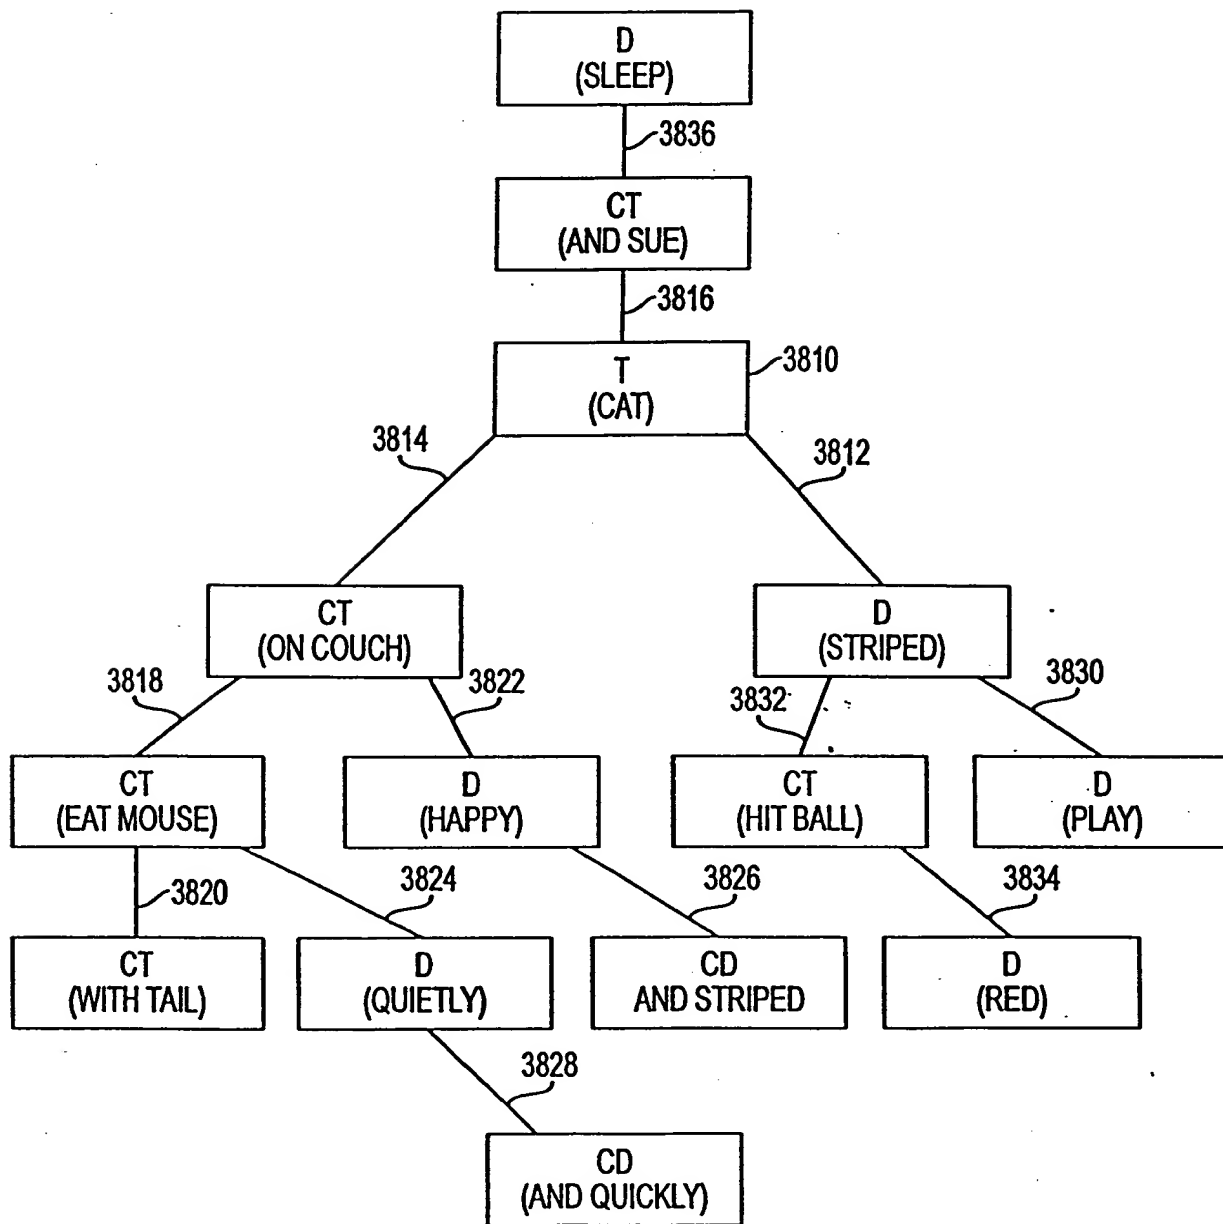 D
(SLEEP)
3836
CT
(AND SUE)
3816
T
(CAT)
3810
3814
3812
CT
(ON COUCH)
D
(STRIPED)
3818
3822
3832
3830
CT
(EAT MOUSE)
D
(HAPPY)
CT
(HIT BALL)
D
(PLAY)
3820
3824
3826
3834
CT
(WITH TAIL)
D
(QUIETLY)
CD
AND STRIPED
D
(RED)
3828
CD
(AND QUICKLY)